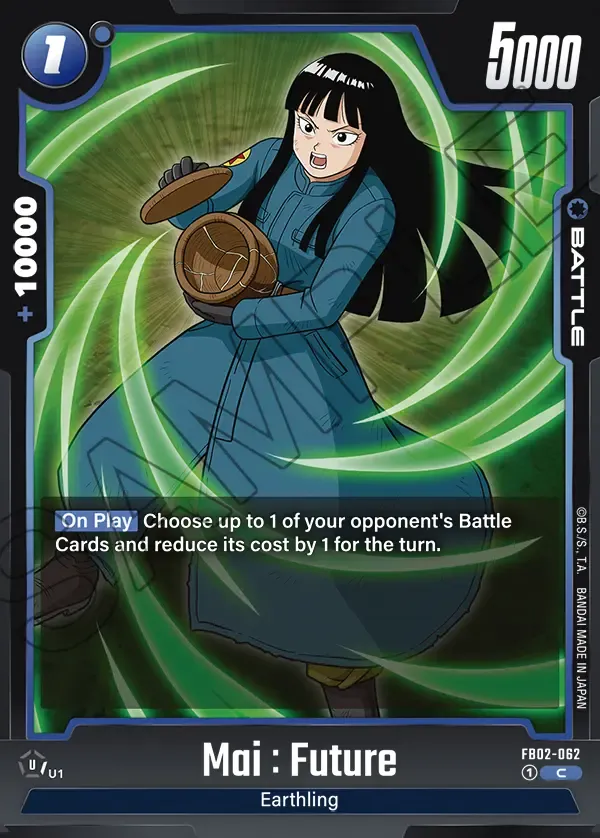 1
5000
+ 10000
BATTLE
SAMPLE
On Play Choose up to 1 of your opponent's Battle
Cards and reduce its cost by 1 for the turn.
©B.S./S., T.A. BANDAI MADE IN JAPAN
U/U1
Mai : Future
FB02-062
1 C
Earthling